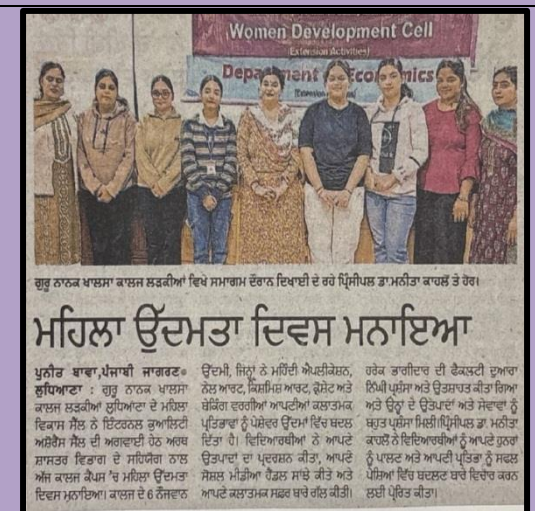 Women Development Cell
(Extension Activities)
Department of Economics
(Extension Activities)
ਗੁਰੂ ਨਾਨਕ ਖਾਲਸਾ ਕਾਲਜ ਲੜਕੀਆਂ ਵਿਖੇ ਸਮਾਗਮ ਦੌਰਾਨ ਦਿਖਾਈ ਦੇ ਰਹੇ ਪ੍ਰਿੰਸੀਪਲ ਡਾ.ਮਨੀਤਾ ਕਾਹਲੋਂ ਤੇ ਹੋਰ।
ਮਹਿਲਾ ਉੱਦਮਤਾ ਦਿਵਸ ਮਨਾਇਆ
ਪੁਨੀਤ ਬਾਵਾ,ਪੰਜਾਬੀ ਜਾਗਰਣ
ਲੁਧਿਆਣਾ : ਗੁਰੂ ਨਾਨਕ ਖਾਲਸਾ
ਕਾਲਜ ਲੜਕੀਆਂ ਲੁਧਿਆਣਾ ਦੇ ਮਹਿਲਾ
ਵਿਕਾਸ ਸੈੱਲ ਨੇ ਇੰਟਰਨਲ ਕੁਆਲਿਟੀ
ਅਸ਼ੋਰੈਂਸ ਸੈੱਲ ਦੀ ਅਗਵਾਈ ਹੇਠ ਅਰਥ
ਸ਼ਾਸਤਰ ਵਿਭਾਗ ਦੇ ਸਹਿਯੋਗ ਨਾਲ
ਅੱਜ ਕਾਲਜ ਕੈਂਪਸ 'ਚ ਮਹਿਲਾ ਉੱਦਮਤਾ
ਦਿਵਸ ਮਨਾਇਆ। ਕਾਲਜ ਦੇ 6 ਨੌਜਵਾਨ
ਉੱਦਮੀ, ਜਿਨ੍ਹਾਂ ਨੇ ਮਹਿੰਦੀ ਐਪਲੀਕੇਸ਼ਨ,
ਨੇਲ ਆਰਟ, ਕਿਸ਼ਮਿਸ਼ ਆਰਟ, ਕ੍ਰੋਸ਼ੇਟ ਅਤੇ
ਬੇਕਿੰਗ ਵਰਗੀਆਂ ਆਪਣੀਆਂ ਕਲਾਤਮਕ
ਪ੍ਰਤਿਭਾਵਾਂ ਨੂੰ ਪੇਸ਼ੇਵਰ ਉੱਦਮਾਂ ਵਿੱਚ ਬਦਲ
ਦਿੱਤਾ ਹੈ। ਵਿਦਿਆਰਥੀਆਂ ਨੇ ਆਪਣੇ
ਉਤਪਾਦਾਂ ਦਾ ਪ੍ਰਦਰਸ਼ਨ ਕੀਤਾ, ਆਪਣੇ
ਸੋਸ਼ਲ ਮੀਡੀਆ ਹੈਂਡਲ ਸਾਂਝੇ ਕੀਤੇ ਅਤੇ
ਆਪਣੇ ਕਲਾਤਮਕ ਸਫ਼ਰ ਬਾਰੇ ਗੱਲ ਕੀਤੀ।
ਹਰੇਕ ਭਾਗੀਦਾਰ ਦੀ ਫੈਕਲਟੀ ਦੁਆਰਾ
ਨਿੱਘੀ ਪ੍ਰਸ਼ੰਸਾ ਅਤੇ ਉਤਸ਼ਾਹਤ ਕੀਤਾ ਗਿਆ
ਅਤੇ ਉਨ੍ਹਾਂ ਦੇ ਉਤਪਾਦਾਂ ਅਤੇ ਸੇਵਾਵਾਂ ਨੂੰ
ਬਹੁਤ ਪ੍ਰਸ਼ੰਸਾ ਮਿਲੀ।ਪ੍ਰਿੰਸੀਪਲ ਡਾ. ਮਨੀਤਾ
ਕਾਹਲੋਂ ਨੇ ਵਿਦਿਆਰਥੀਆਂ ਨੂੰ ਆਪਣੇ ਹੁਨਰਾਂ
ਨੂੰ ਪਾਲਣ ਅਤੇ ਆਪਣੀ ਪ੍ਰਤਿਭਾ ਨੂੰ ਸਫਲ
ਪੇਸ਼ਿਆਂ ਵਿੱਚ ਬਦਲਣ ਬਾਰੇ ਵਿਚਾਰ ਕਰਨ
ਲਈ ਪ੍ਰੇਰਿਤ ਕੀਤਾ।